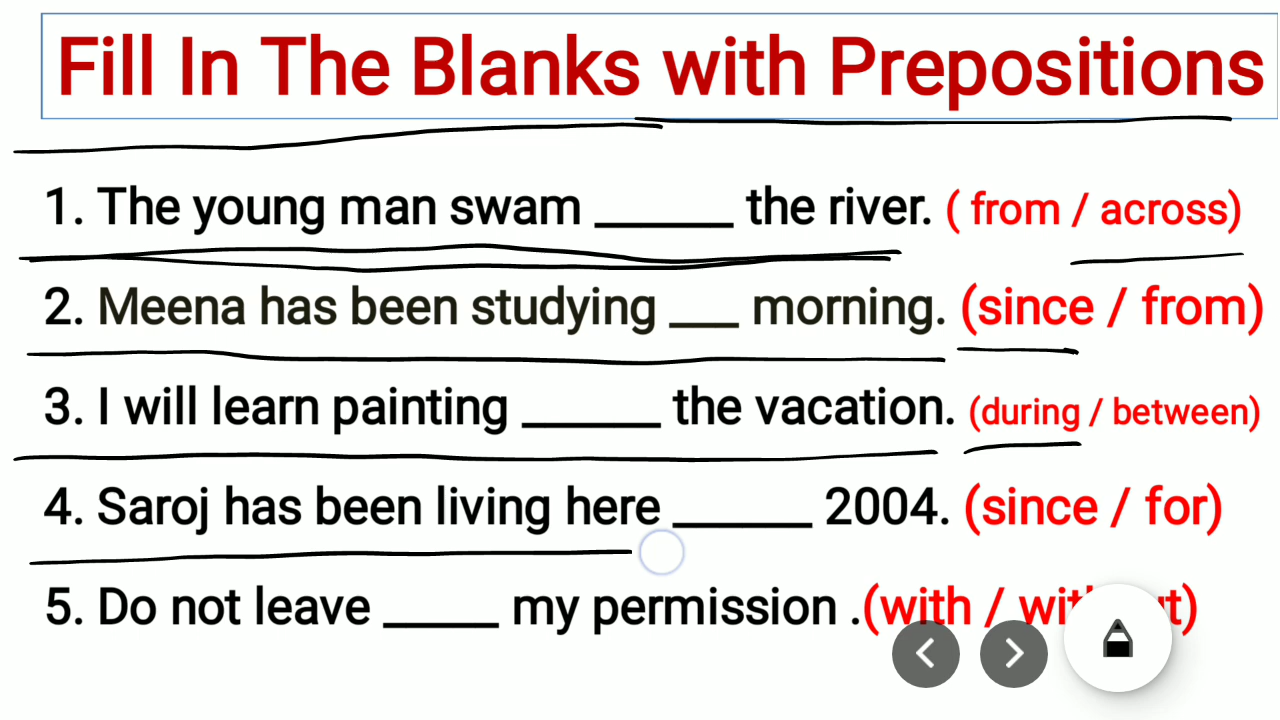 Fill In The Blanks with Prepositions
1. The young man swam ______ the river. ( from / across)
2. Meena has been studying ___ morning. (since / from)
3. I will learn painting ______ the vacation. (during / between)
4. Saroj has been living here ______ 2004. (since / for)
5. Do not leave _____ my permission .(with /